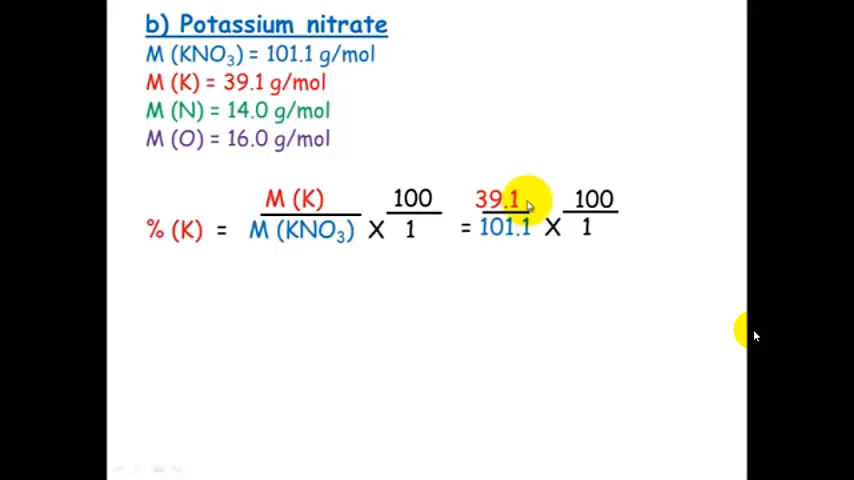 b) Potassium nitrate
M (KNO₃) = 101.1 g/mol
M (K) = 39.1 g/mol
M (N) = 14.0 g/mol
M (O) = 16.0 g/mol
M (K) 100 39.1 100
% (K) = M (KNO₃) X 1 = 101.1 X 1